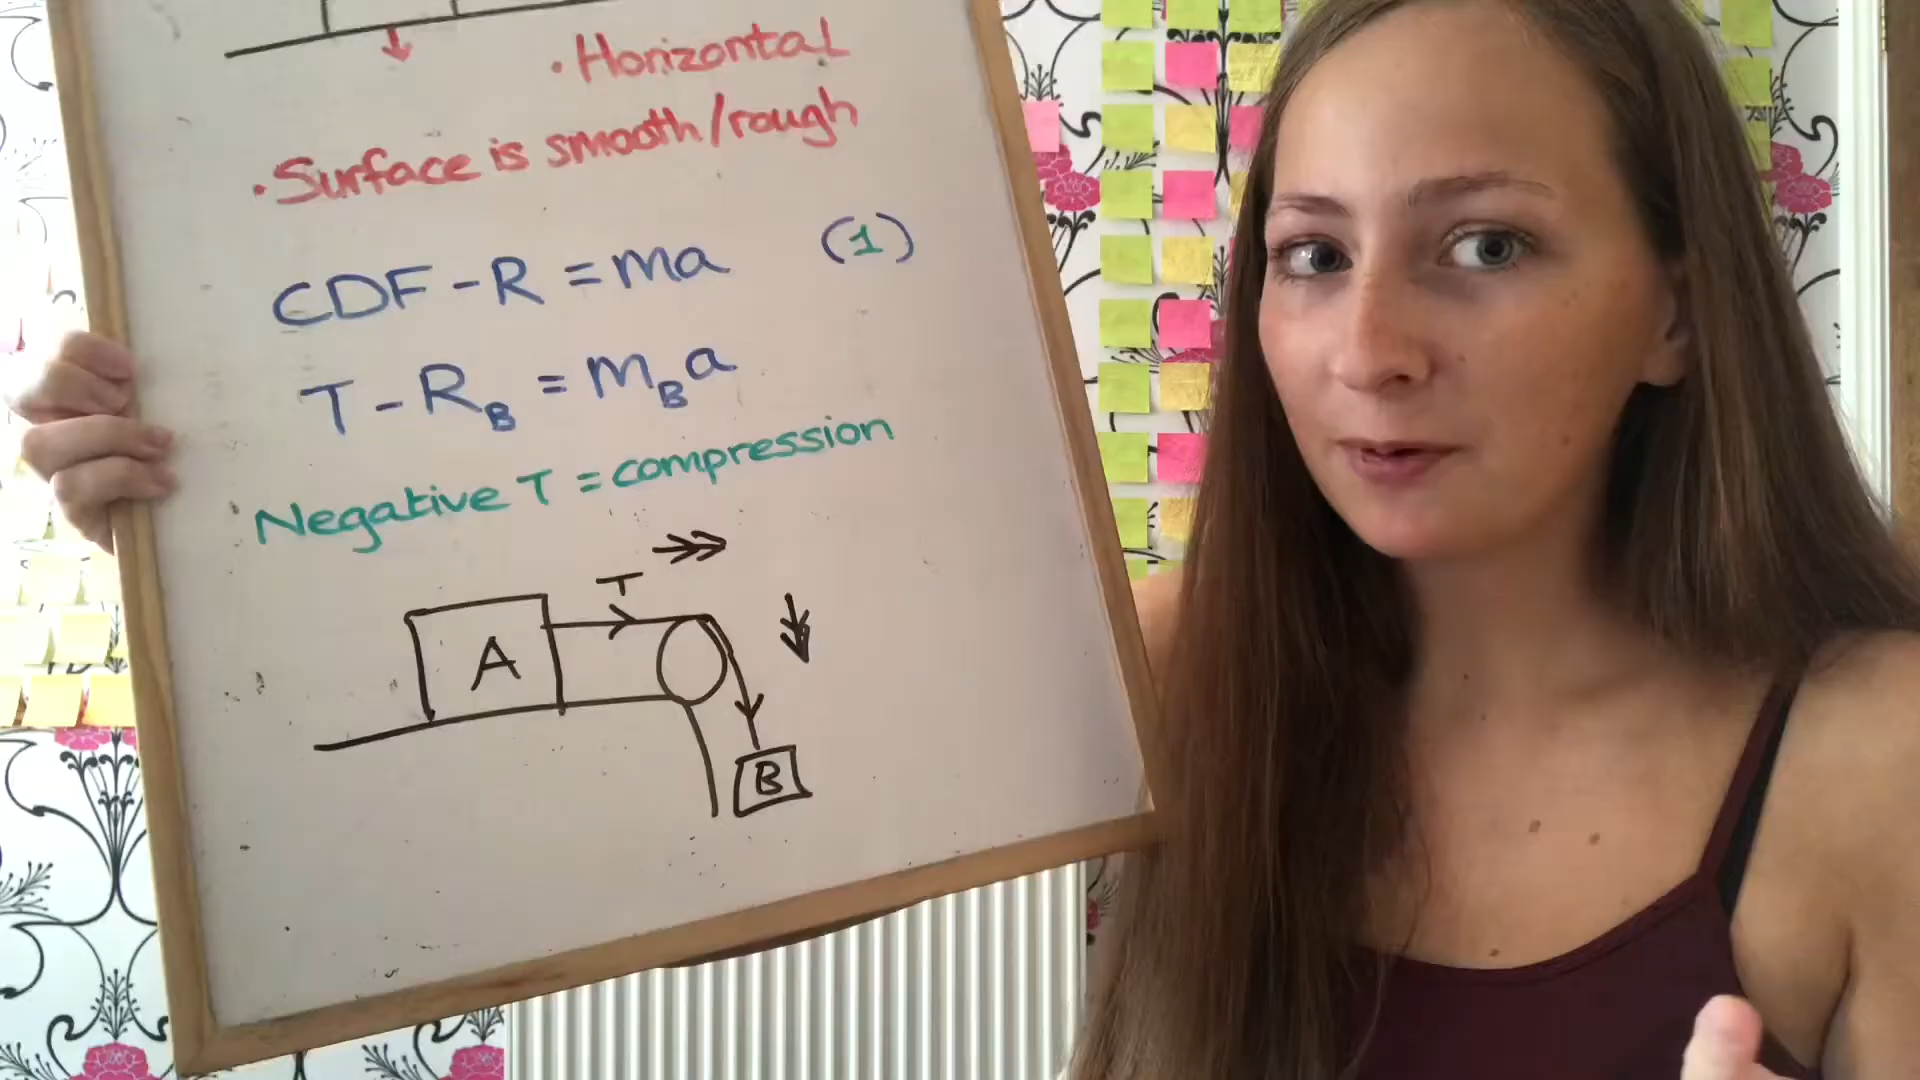 · Horizontal
· Surface is smooth/rough
CDF - R = ma (1)
T - R_B = m_B a
Negative T = compression
T
A
B